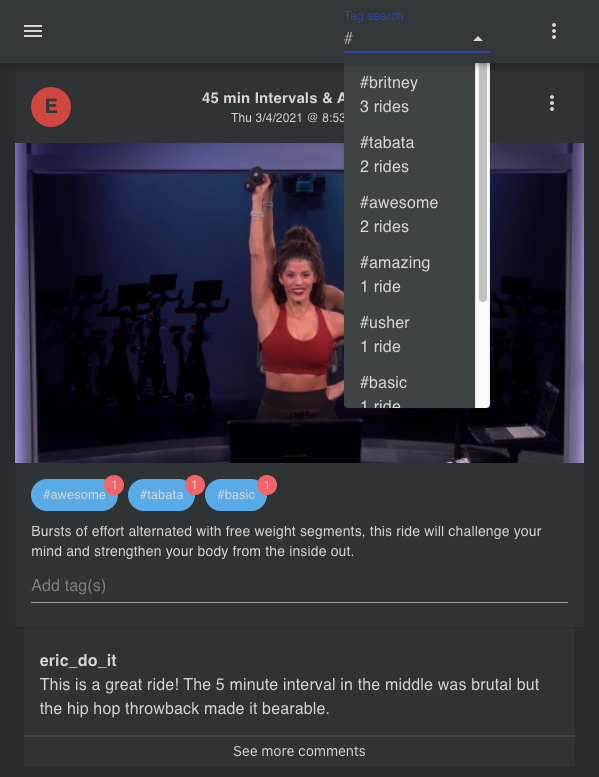 Tag search
#
E
45 min Intervals & A
Thu 3/4/2021 @ 8:53
#britney
3 rides
#tabata
2 rides
#awesome
2 rides
#amazing
1 ride
#usher
1 ride
#basic
1 ride
#awesome 1
#tabata 1
#basic 1
Bursts of effort alternated with free weight segments, this ride will challenge your
mind and strengthen your body from the inside out.
Add tag(s)
eric_do_it
This is a great ride! The 5 minute interval in the middle was brutal but
the hip hop throwback made it bearable.
See more comments